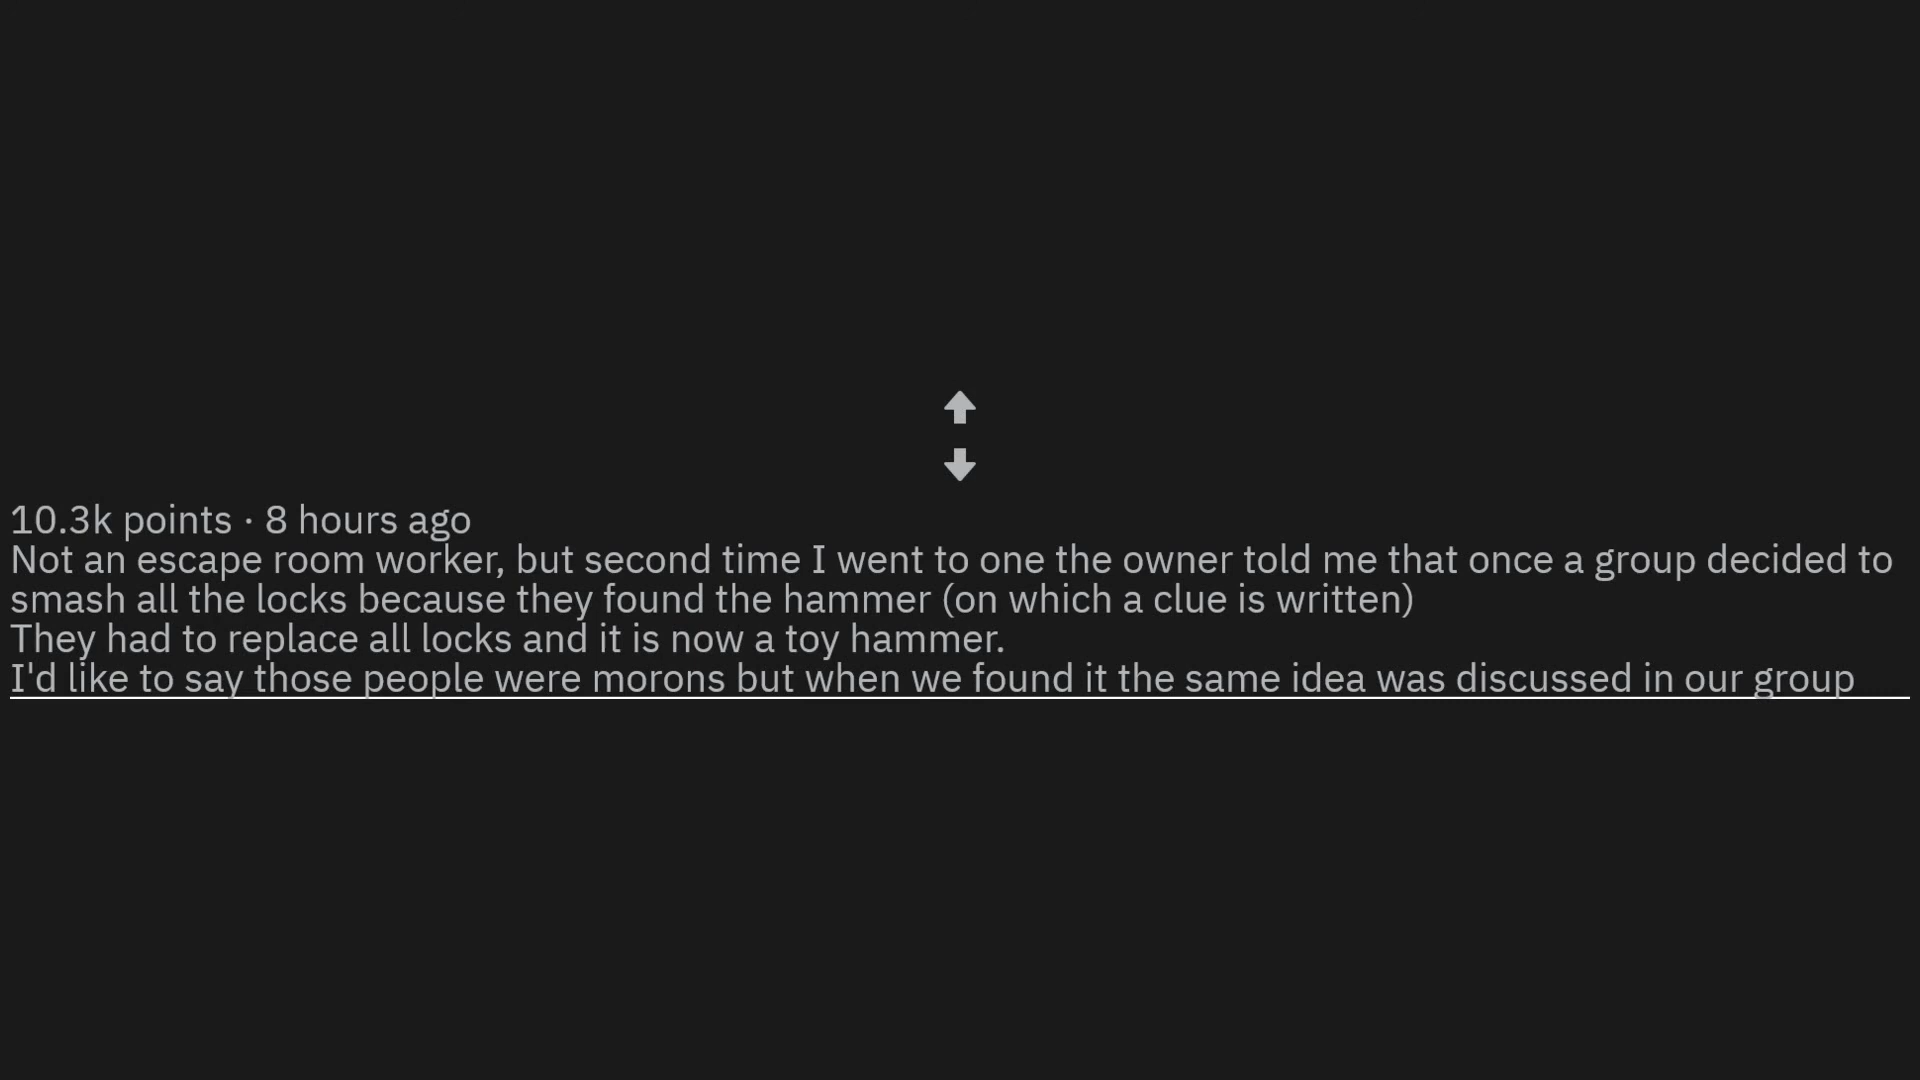 10.3k points · 8 hours ago
Not an escape room worker, but second time I went to one the owner told me that once a group decided to
smash all the locks because they found the hammer (on which a clue is written)
They had to replace all locks and it is now a toy hammer.
I'd like to say those people were morons but when we found it the same idea was discussed in our group